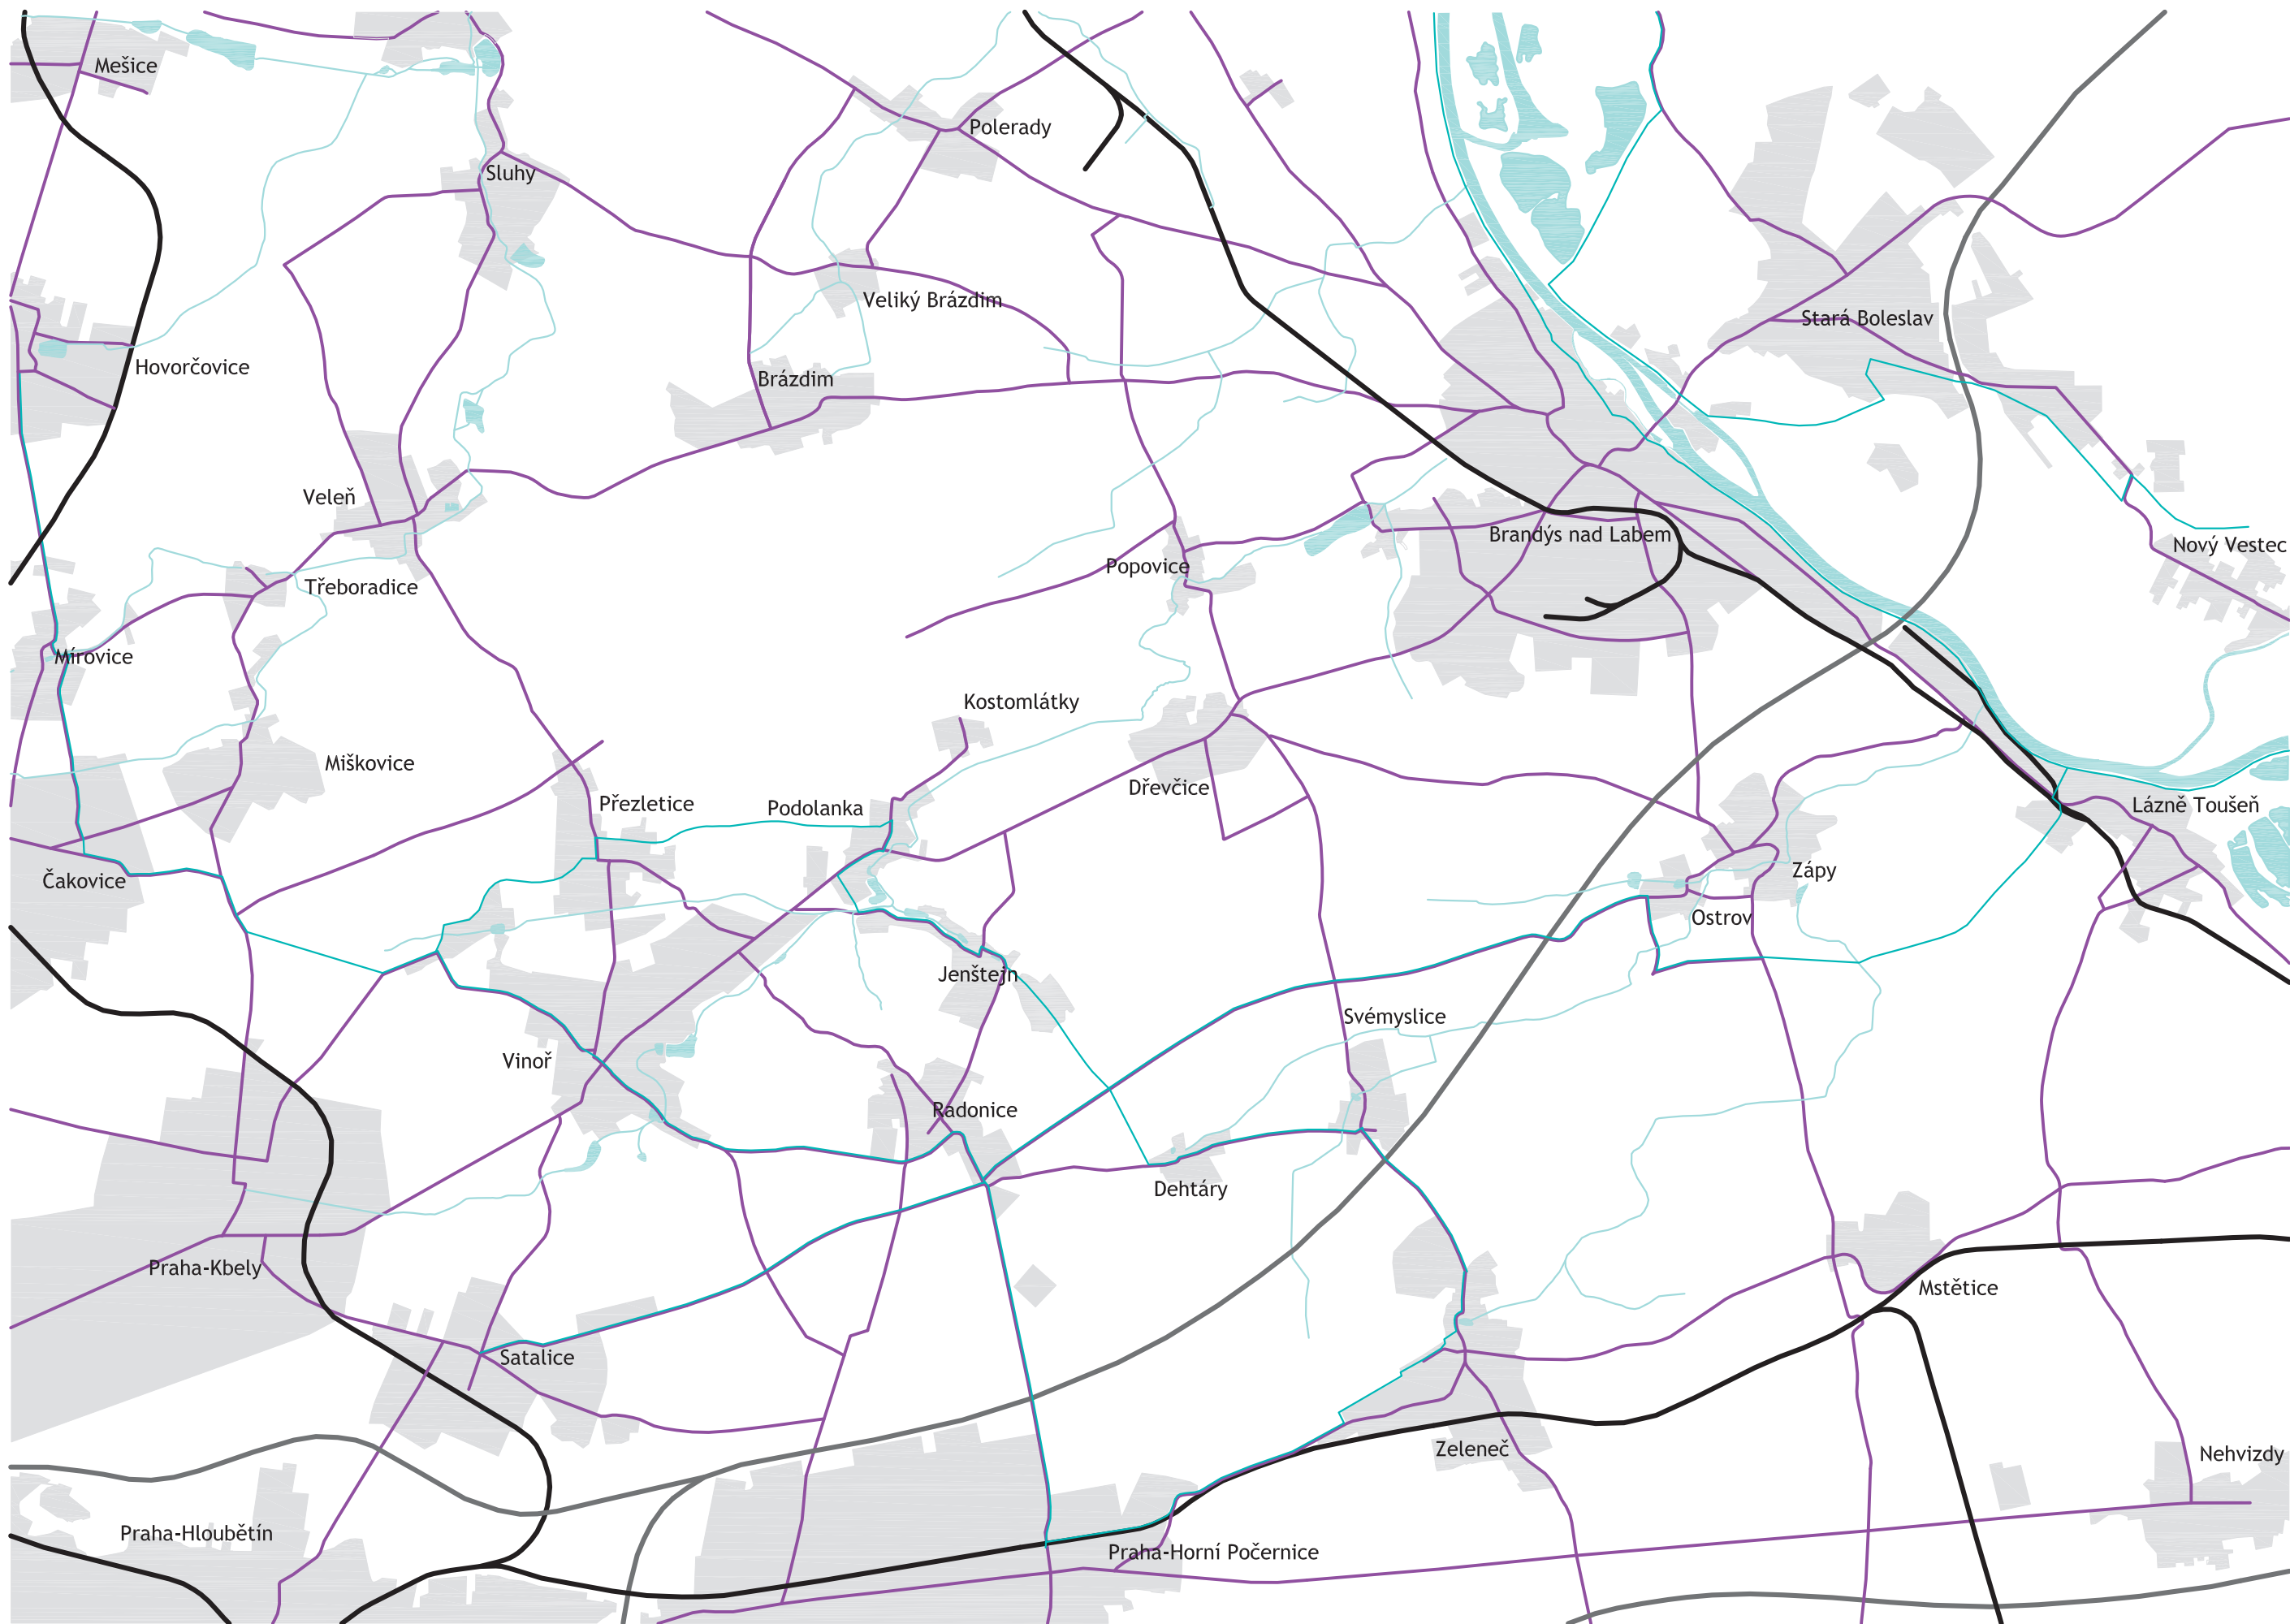 Mešice
Polerady
Sluhy
Veliký Brázdim
Stará Boleslav
Hovorčovice
Brázdim
Veleň
Brandýs nad Labem
Nový Vestec
Popovice
Třeboradice
Mírovice
Kostomlátky
Miškovice
Dřevčice
Přezletice
Podolanka
Lázně Toušeň
Zápy
Čakovice
Ostrov
Jenštejn
Svémyslice
Vinoř
Radonice
Dehtáry
Praha-Kbely
Mstětice
Satalice
Zeleneč
Nehvizdy
Praha-Hloubětín
Praha-Horní Počernice